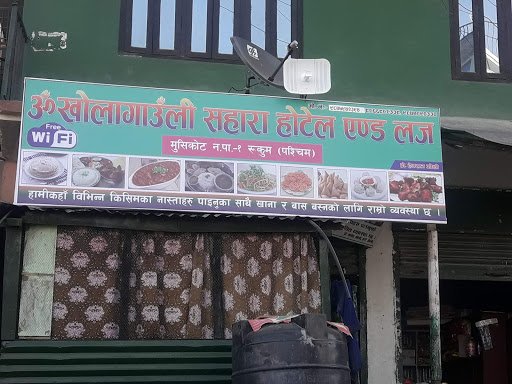 ॐ खोलागाउँली सहारा होटेल एण्ड लज
Free
WiFi
मुसिकोट न.पा.-१ रूकुम (पश्चिम)
हामीकहाँ विभिन्न किसिमका नास्ताहरु पाइनुका साथै खाना र बास बस्नको लागि राम्रो व्यवस्था छ ।